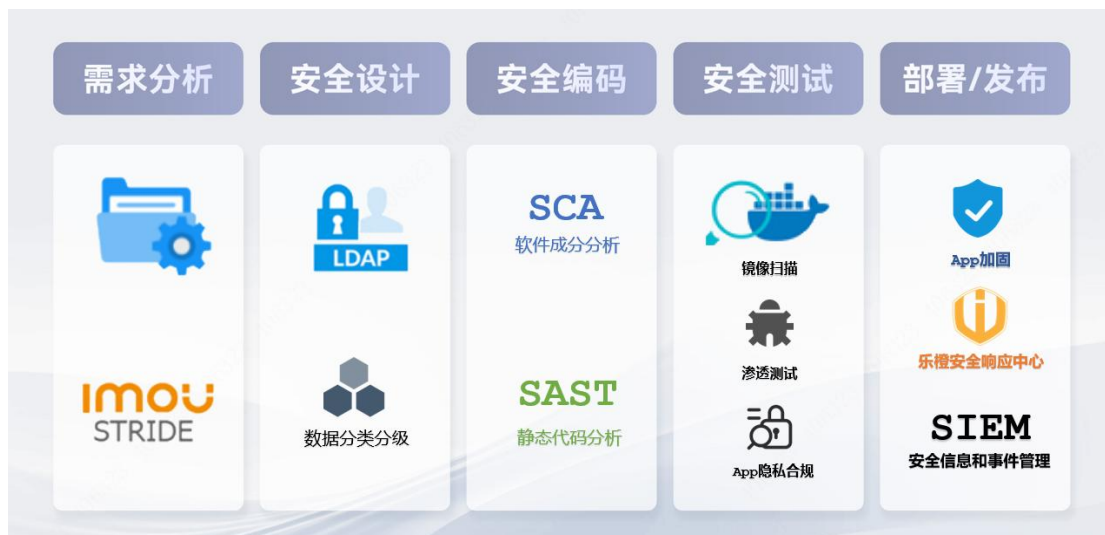 需求分析
安全设计
安全编码
安全测试
部署/发布
imou
STRIDE
LDAP
数据分类分级
SCA
软件成分分析
SAST
静态代码分析
镜像扫描
渗透测试
App隐私合规
App加固
乐橙安全响应中心
SIEM
安全信息和事件管理